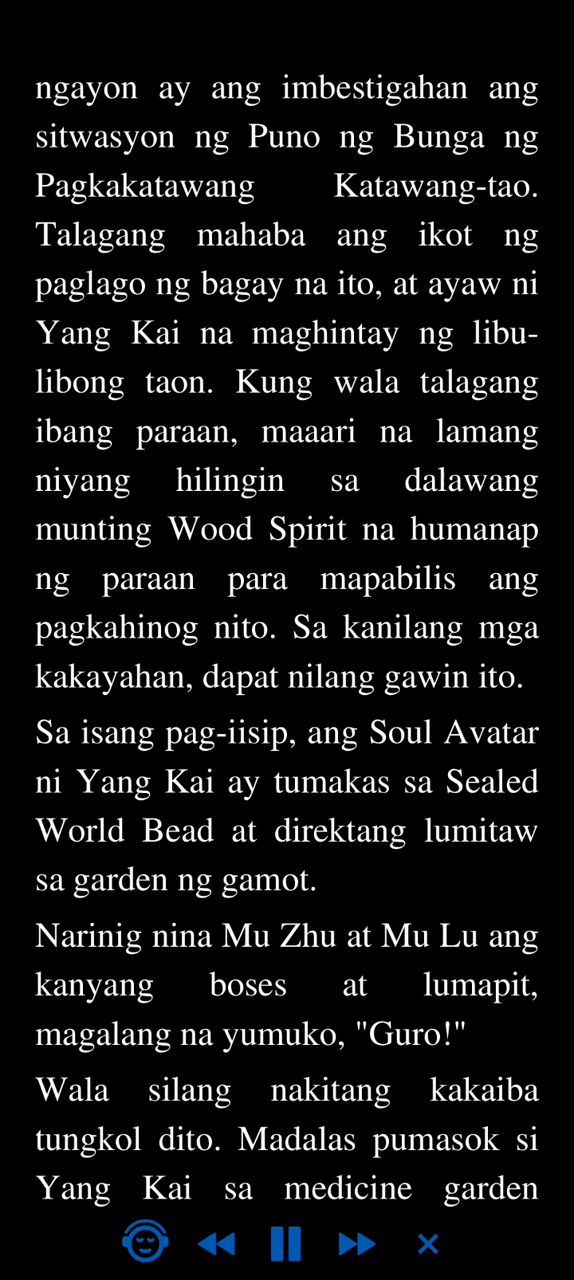 ngayon ay ang imbestigahan ang
sitwasyon ng Puno ng Bunga ng
Pagkakatawang Katawang-tao.
Talagang mahaba ang ikot ng
paglago ng bagay na ito, at ayaw ni
Yang Kai na maghintay ng libu-
libong taon. Kung wala talagang
ibang paraan, maaari na lamang
niyang hilingin sa dalawang
munting Wood Spirit na humanap
ng paraan para mapabilis ang
pagkahinog nito. Sa kanilang mga
kakayahan, dapat nilang gawin ito.
Sa isang pag-iisip, ang Soul Avatar
ni Yang Kai ay tumakas sa Sealed
World Bead at direktang lumitaw
sa garden ng gamot.
Narinig nina Mu Zhu at Mu Lu ang
kanyang boses at lumapit,
magalang na yumuko, "Guro!"
Wala silang nakitang kakaiba
tungkol dito. Madalas pumasok si
Yang Kai sa medicine garden